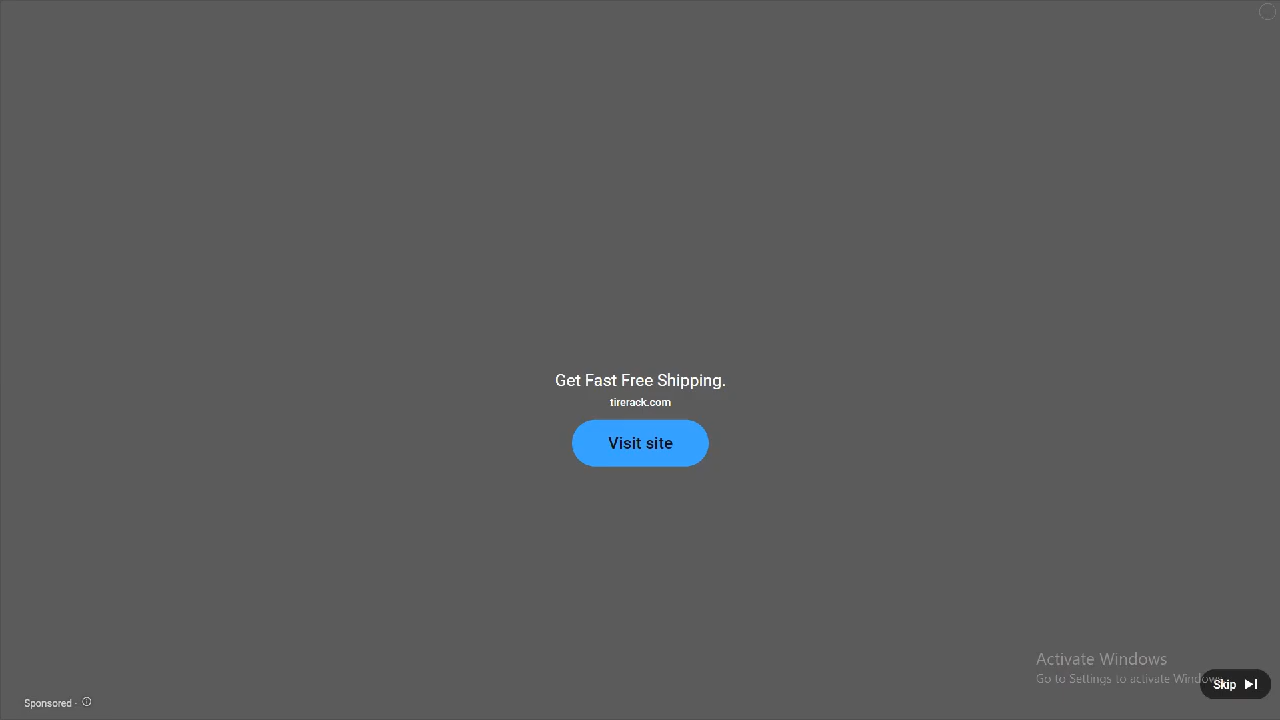 Get Fast Free Shipping.
tirerack.com
Visit site
Activate Windows
Go to Settings to activate Windows.
Skip
Sponsored ·